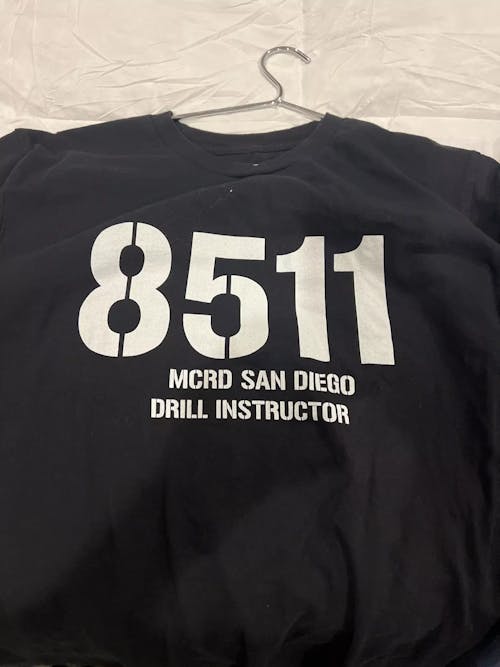 8511
MCRD SAN DIEGO
DRILL INSTRUCTOR